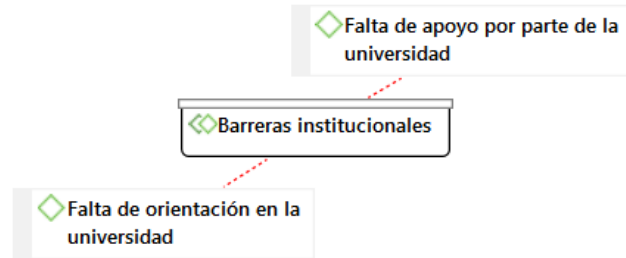 Falta de apoyo por parte de la
universidad
Barreras institucionales
Falta de orientación en la
universidad